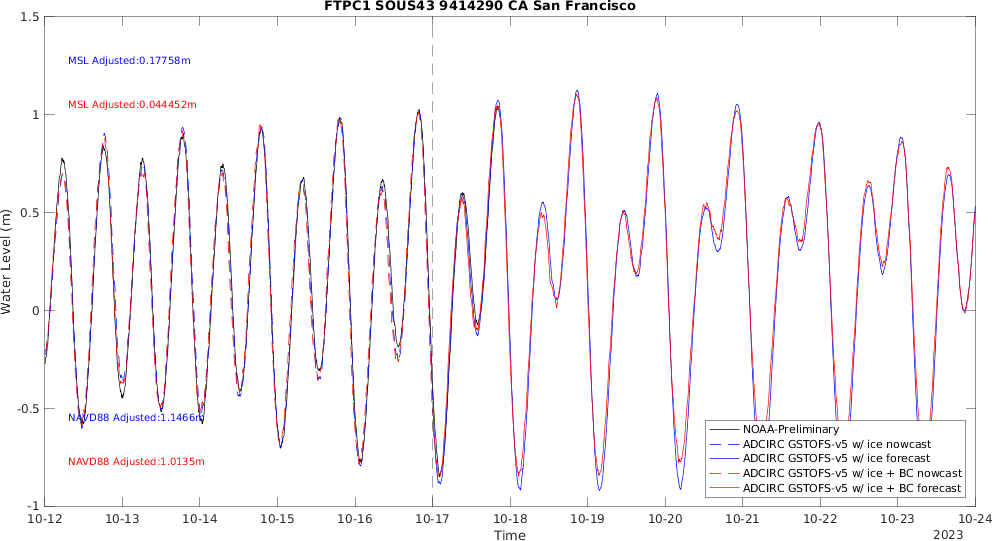 FTPC1 SOUS43 9414290 CA San Francisco
1.5
MSL Adjusted:0.17758m
MSL Adjusted:0.044452m
1
0.5
Water Level (m)
0
-0.5
NAVD88 Adjusted:1.1466m
NAVD88 Adjusted:1.0135m
-1
NOAA-Preliminary
ADCIRC GSTOFS-v5 w/ ice nowcast
ADCIRC GSTOFS-v5 w/ ice forecast
ADCIRC GSTOFS-v5 w/ ice + BC nowcast
ADCIRC GSTOFS-v5 w/ ice + BC forecast
10-12 10-13 10-14 10-15 10-16 10-17 10-18 10-19 10-20 10-21 10-22 10-23 10-24
Time
2023